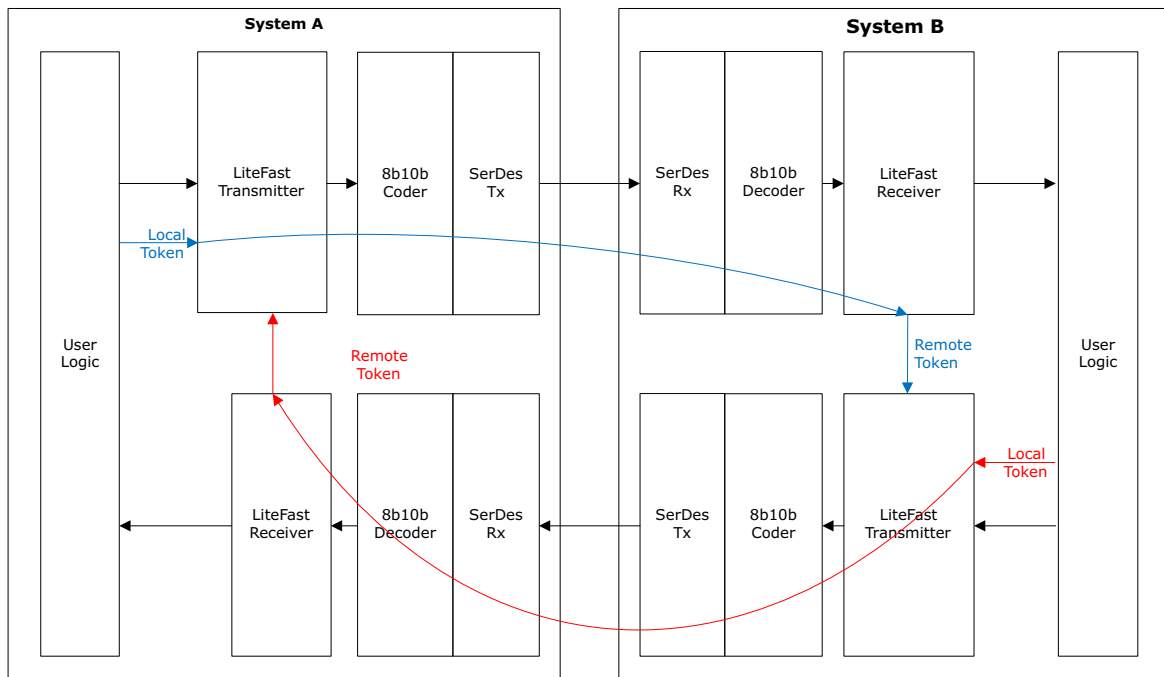 System A
System B
User
Logic
LiteFast
Transmitter
8b10b
Coder
SerDes
Tx
SerDes
Rx
8b10b
Decoder
LiteFast
Receiver
User
Logic
Local
Token
Remote
Token
Remote
Token
Local
Token
LiteFast
Receiver
8b10b
Decoder
SerDes
Rx
SerDes
Tx
8b10b
Coder
LiteFast
Transmitter